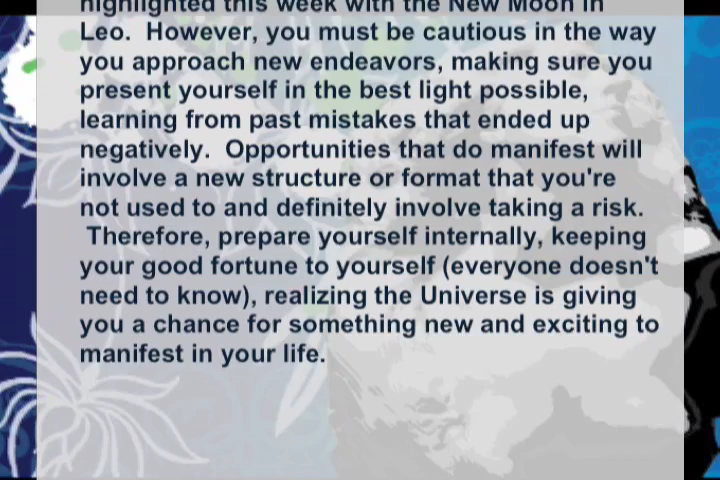 highlighted this week with the New Moon in
Leo.  However, you must be cautious in the way
you approach new endeavors, making sure you
present yourself in the best light possible,
learning from past mistakes that ended up
negatively.  Opportunities that do manifest will
involve a new structure or format that you're
not used to and definitely involve taking a risk.
 Therefore, prepare yourself internally, keeping
your good fortune to yourself (everyone doesn't
need to know), realizing the Universe is giving
you a chance for something new and exciting to
manifest in your life.